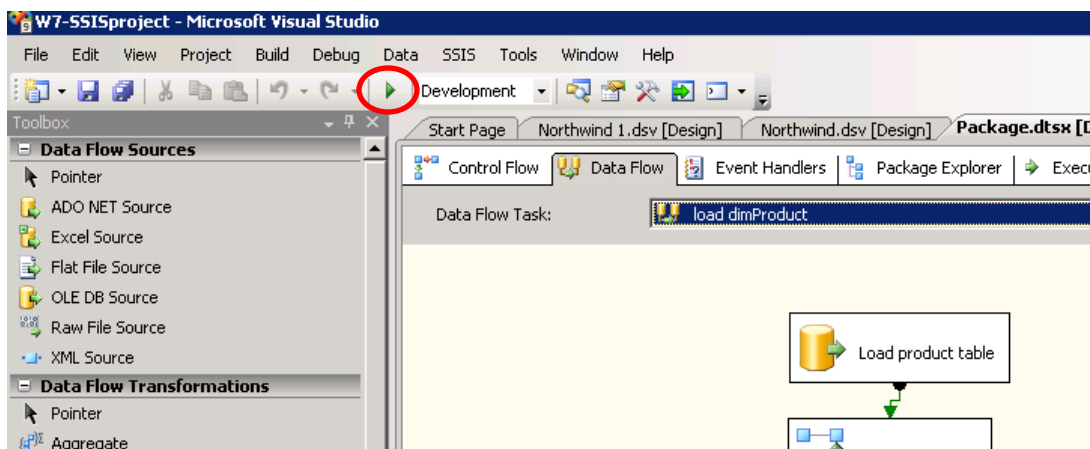 W7-SSISproject - Microsoft Visual Studio
File Edit View Project Build Debug Data SSIS Tools Window Help
Development
Toolbox
Start Page Northwind 1.dsv [Design] Northwind.dsv [Design] Package.dtsx [D
Data Flow Sources
Control Flow Data Flow Event Handlers Package Explorer Execu
Pointer
ADO NET Source
Data Flow Task: load dimProduct
Excel Source
Flat File Source
OLE DB Source
Raw File Source
XML Source
Load product table
Data Flow Transformations
Pointer
Aggregate